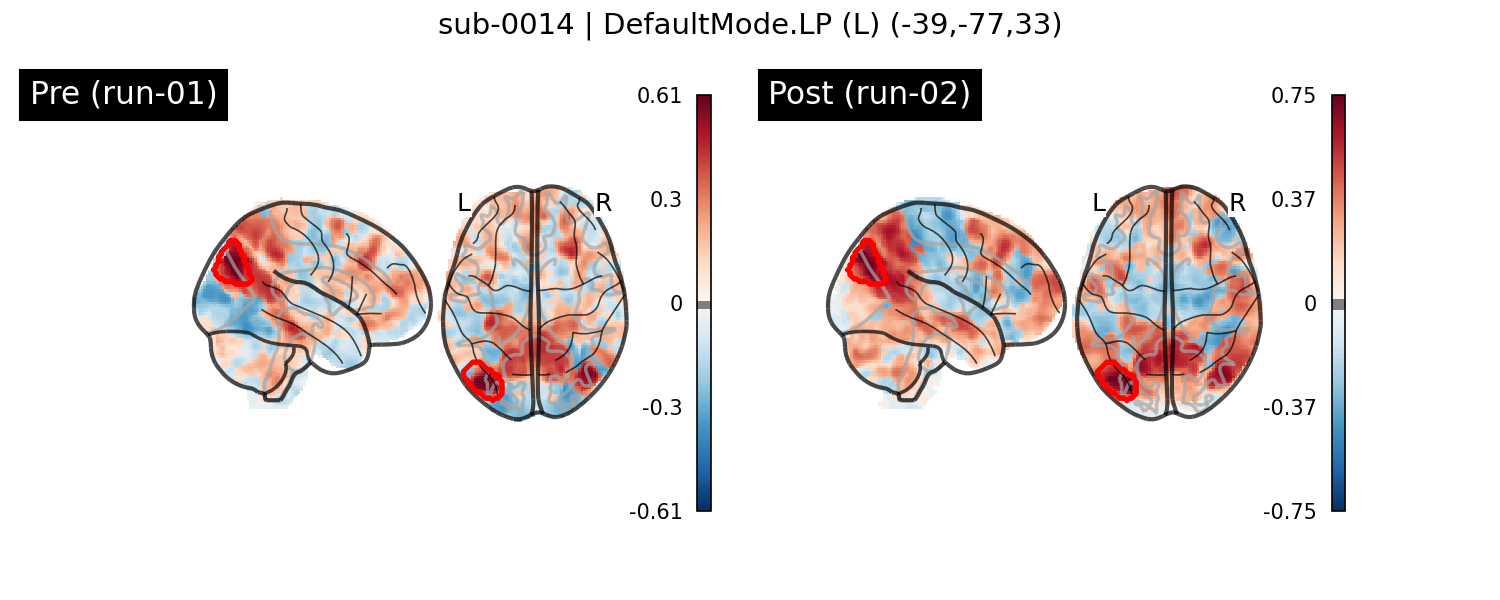 sub-0014 | DefaultMode.LP (L) (-39,-77,33)
Pre (run-01)
L
R
0.61
0.3
0
-0.3
-0.61
Post (run-02)
L
R
0.75
0.37
0
-0.37
-0.75